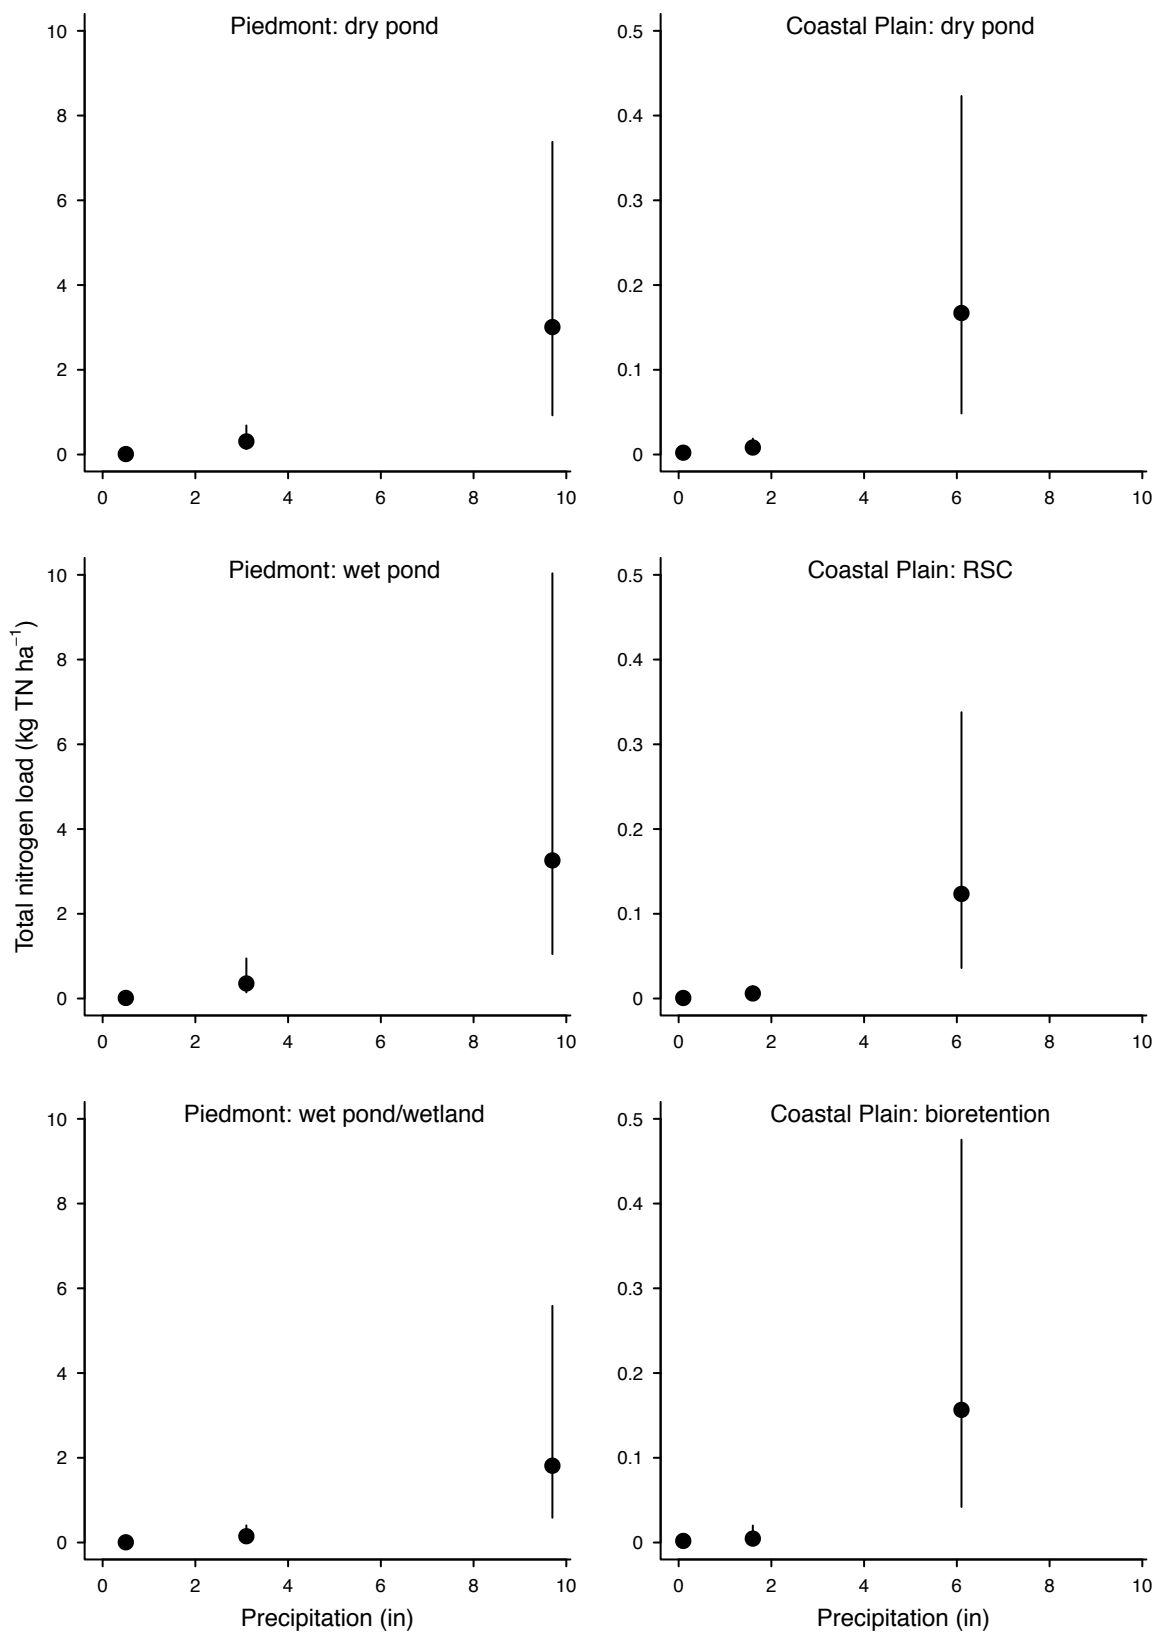 Piedmont: dry pond
10
8
6
4
2
0
0 2 4 6 8 10
Coastal Plain: dry pond
0.5
0.4
0.3
0.2
0.1
0
0 2 4 6 8 10
Total nitrogen load (kg TN ha⁻¹)
Piedmont: wet pond
10
8
6
4
2
0
0 2 4 6 8 10
Coastal Plain: RSC
0.5
0.4
0.3
0.2
0.1
0
0 2 4 6 8 10
Piedmont: wet pond/wetland
10
8
6
4
2
0
0 2 4 6 8 10
Precipitation (in)
Coastal Plain: bioretention
0.5
0.4
0.3
0.2
0.1
0
0 2 4 6 8 10
Precipitation (in)